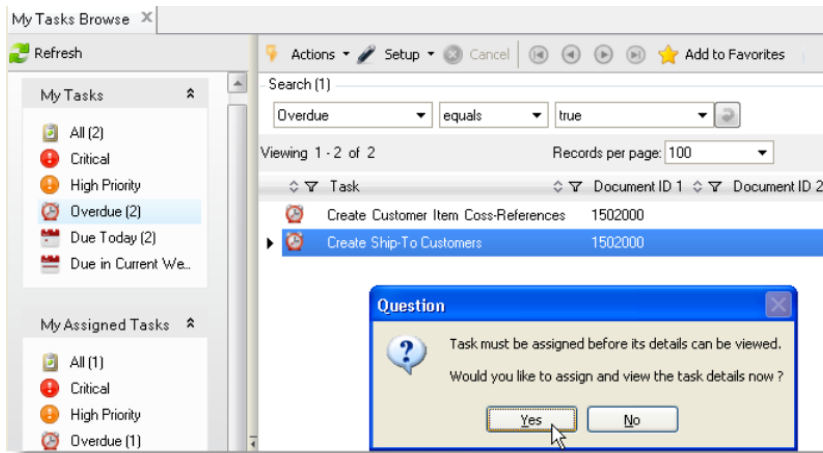 My Tasks Browse
Refresh
Actions Setup Cancel Add to Favorites
My Tasks
All (2)
Critical
High Priority
Overdue (2)
Due Today (2)
Due in Current We...
My Assigned Tasks
All (1)
Critical
High Priority
Overdue (1)
Search (1)
Overdue equals true
Viewing 1 - 2 of 2 Records per page: 100
Task Document ID 1 Document ID 2
Create Customer Item Coss-References 1502000
Create Ship-To Customers 1502000
Question
Task must be assigned before its details can be viewed.
Would you like to assign and view the task details now ?
Yes No